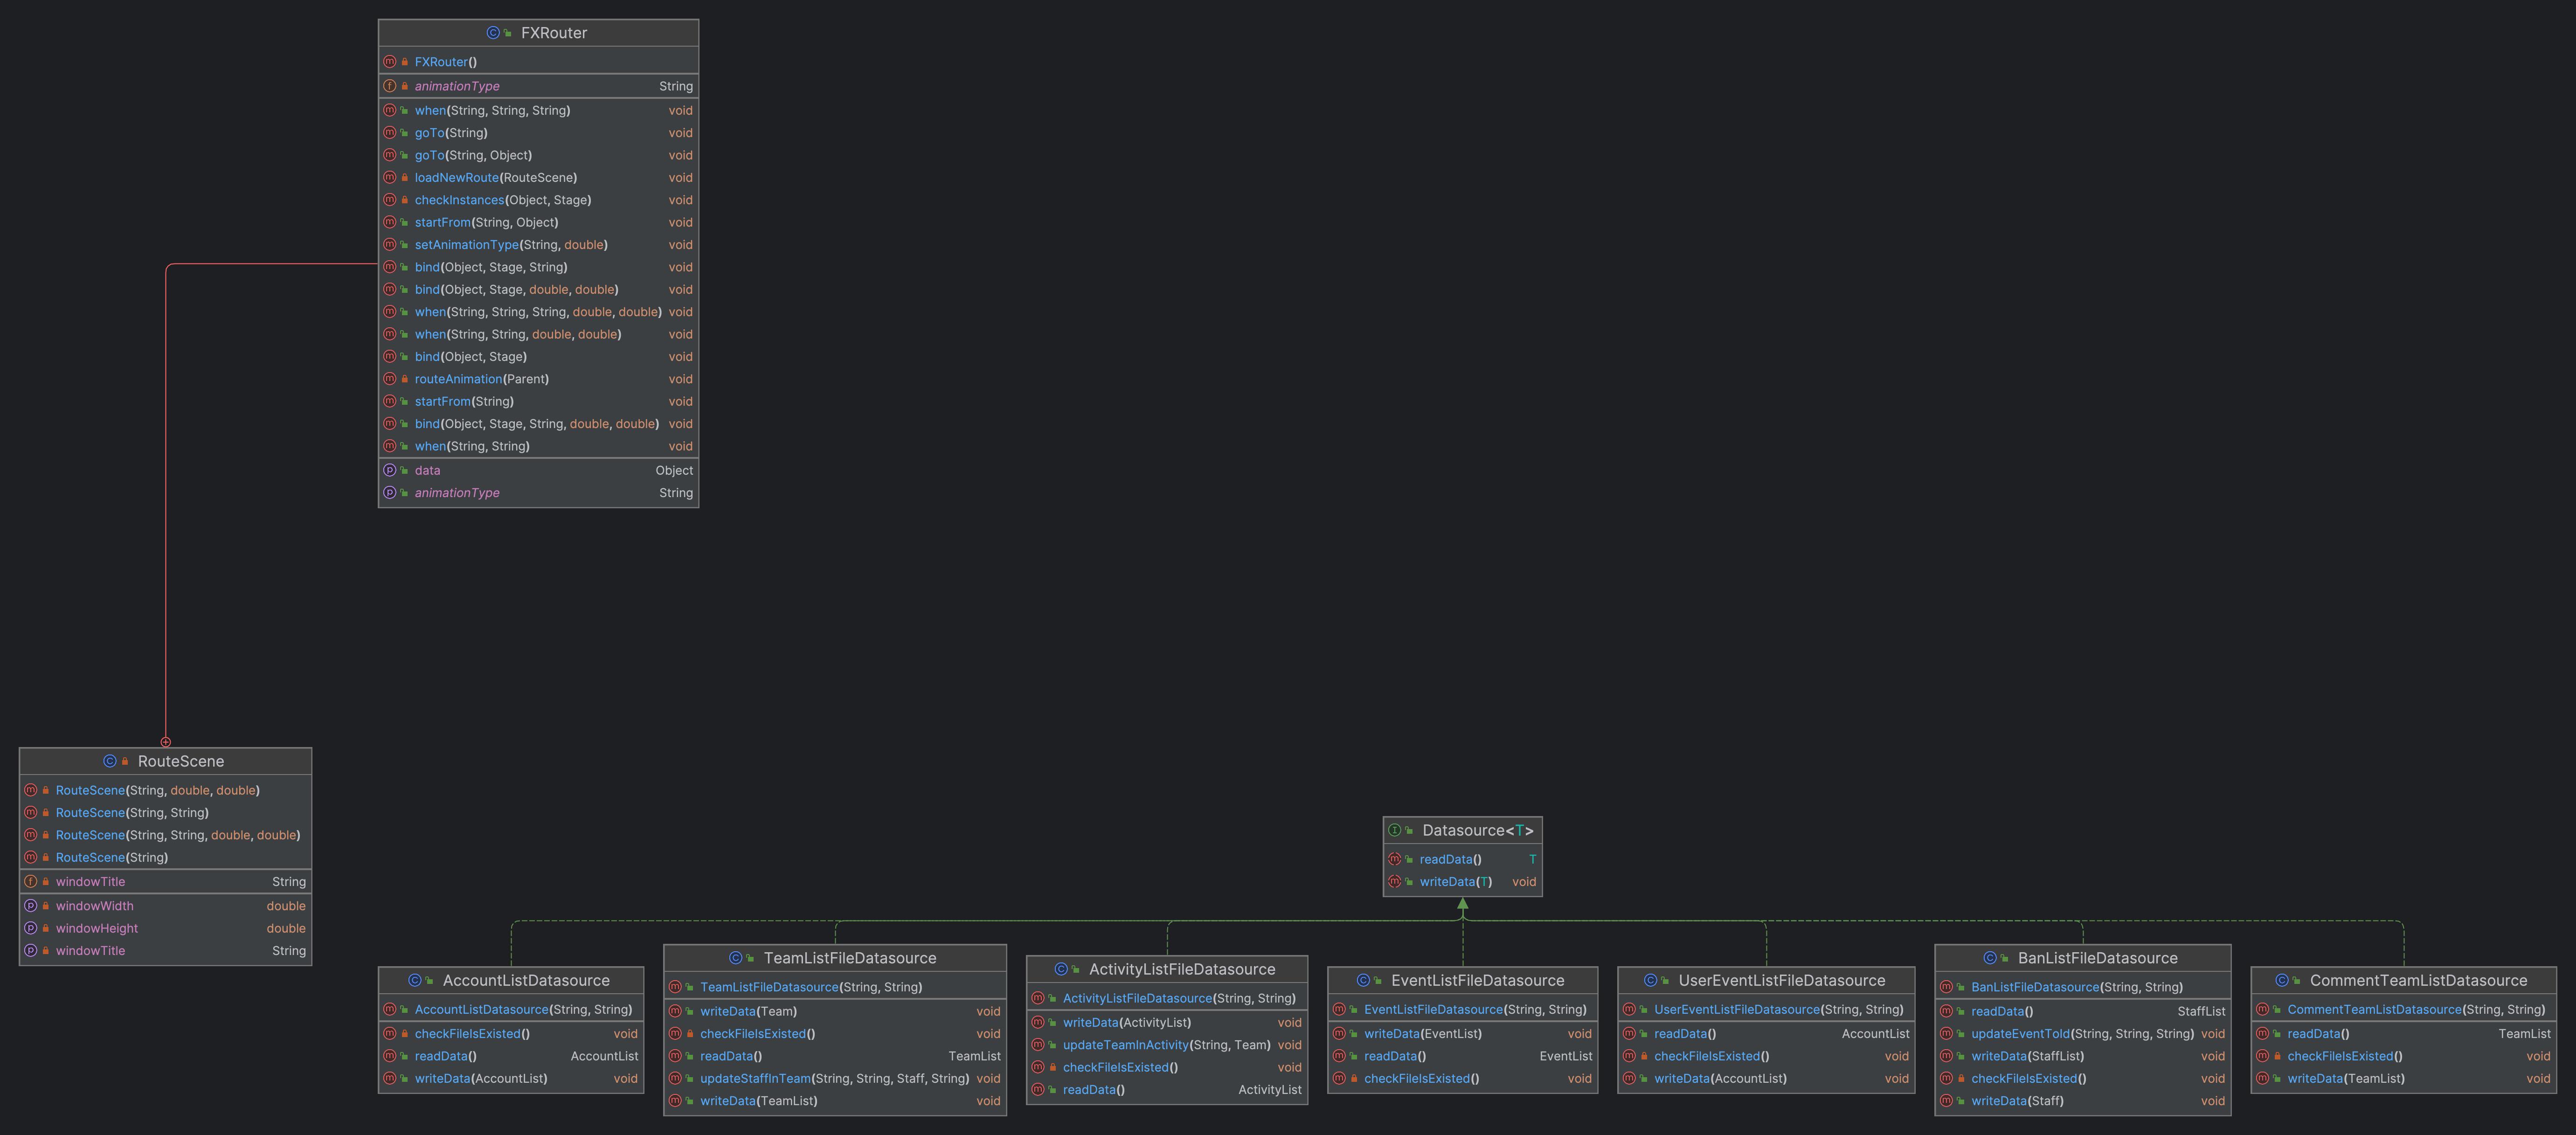 FXRouter
FXRouter()
animationType String
when(String, String, String) void
goTo(String) void
goTo(String, Object) void
loadNewRoute(RouteScene) void
checkInstances(Object, Stage) void
startFrom(String, Object) void
setAnimationType(String, double) void
bind(Object, Stage, String) void
bind(Object, Stage, double, double) void
when(String, String, String, double, double) void
when(String, String, double, double) void
bind(Object, Stage) void
routeAnimation(Parent) void
startFrom(String) void
bind(Object, Stage, String, double, double) void
when(String, String) void
data Object
animationType String
RouteScene
RouteScene(String, double, double)
RouteScene(String, String)
RouteScene(String, String, double, double)
RouteScene(String)
windowTitle String
windowWidth double
windowHeight double
windowTitle String
Datasource<T>
readData() T
writeData(T) void
AccountListDatasource
AccountListDatasource(String, String)
checkFileIsExisted() void
readData() AccountList
writeData(AccountList) void
TeamListFileDatasource
TeamListFileDatasource(String, String)
writeData(Team) void
checkFileIsExisted() void
readData() TeamList
updateStaffInTeam(String, String, Staff, String) void
writeData(TeamList) void
ActivityListFileDatasource
ActivityListFileDatasource(String, String)
writeData(ActivityList) void
updateTeamInActivity(String, Team) void
checkFileIsExisted() void
readData() ActivityList
EventListFileDatasource
EventListFileDatasource(String, String)
writeData(EventList) void
readData() EventList
checkFileIsExisted() void
UserEventListFileDatasource
UserEventListFileDatasource(String, String)
readData() AccountList
checkFileIsExisted() void
writeData(AccountList) void
BanListFileDatasource
BanListFileDatasource(String, String)
readData() StaffList
updateEventToId(String, String, String) void
writeData(StaffList) void
checkFileIsExisted() void
writeData(Staff) void
CommentTeamListDatasource
CommentTeamListDatasource(String, String)
readData() TeamList
checkFileIsExisted() void
writeData(TeamList) void